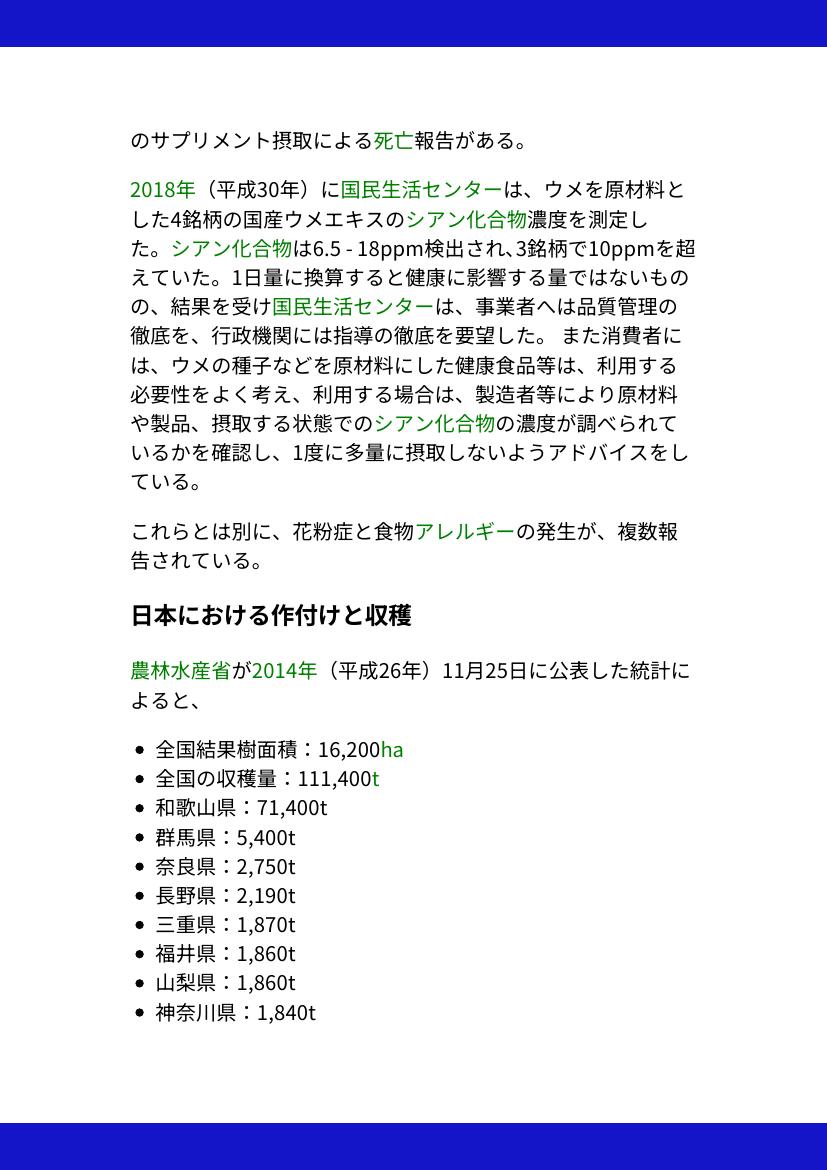 のサプリメント摂取による死亡報告がある。
2018年（平成30年）に国民生活センターは、ウメを原材料と
した4銘柄の国産ウメエキスのシアン化合物濃度を測定し
た。シアン化合物は6.5 - 18ppm検出され､3銘柄で10ppmを超
えていた。1日量に換算すると健康に影響する量ではないもの
の、結果を受け国民生活センターは、事業者へは品質管理の
徹底を、行政機関には指導の徹底を要望した。 また消費者に
は、ウメの種子などを原材料にした健康食品等は、利用する
必要性をよく考え、利用する場合は、製造者等により原材料
や製品、摂取する状態でのシアン化合物の濃度が調べられて
いるかを確認し、1度に多量に摂取しないようアドバイスをし
ている。
これらとは別に、花粉症と食物アレルギーの発生が、複数報
告されている。
日本における作付けと収穫
農林水産省が2014年（平成26年）11月25日に公表した統計に
よると、
• 全国結果樹面積：16,200ha
• 全国の収穫量：111,400t
• 和歌山県：71,400t
• 群馬県：5,400t
• 奈良県：2,750t
• 長野県：2,190t
• 三重県：1,870t
• 福井県：1,860t
• 山梨県：1,860t
• 神奈川県：1,840t